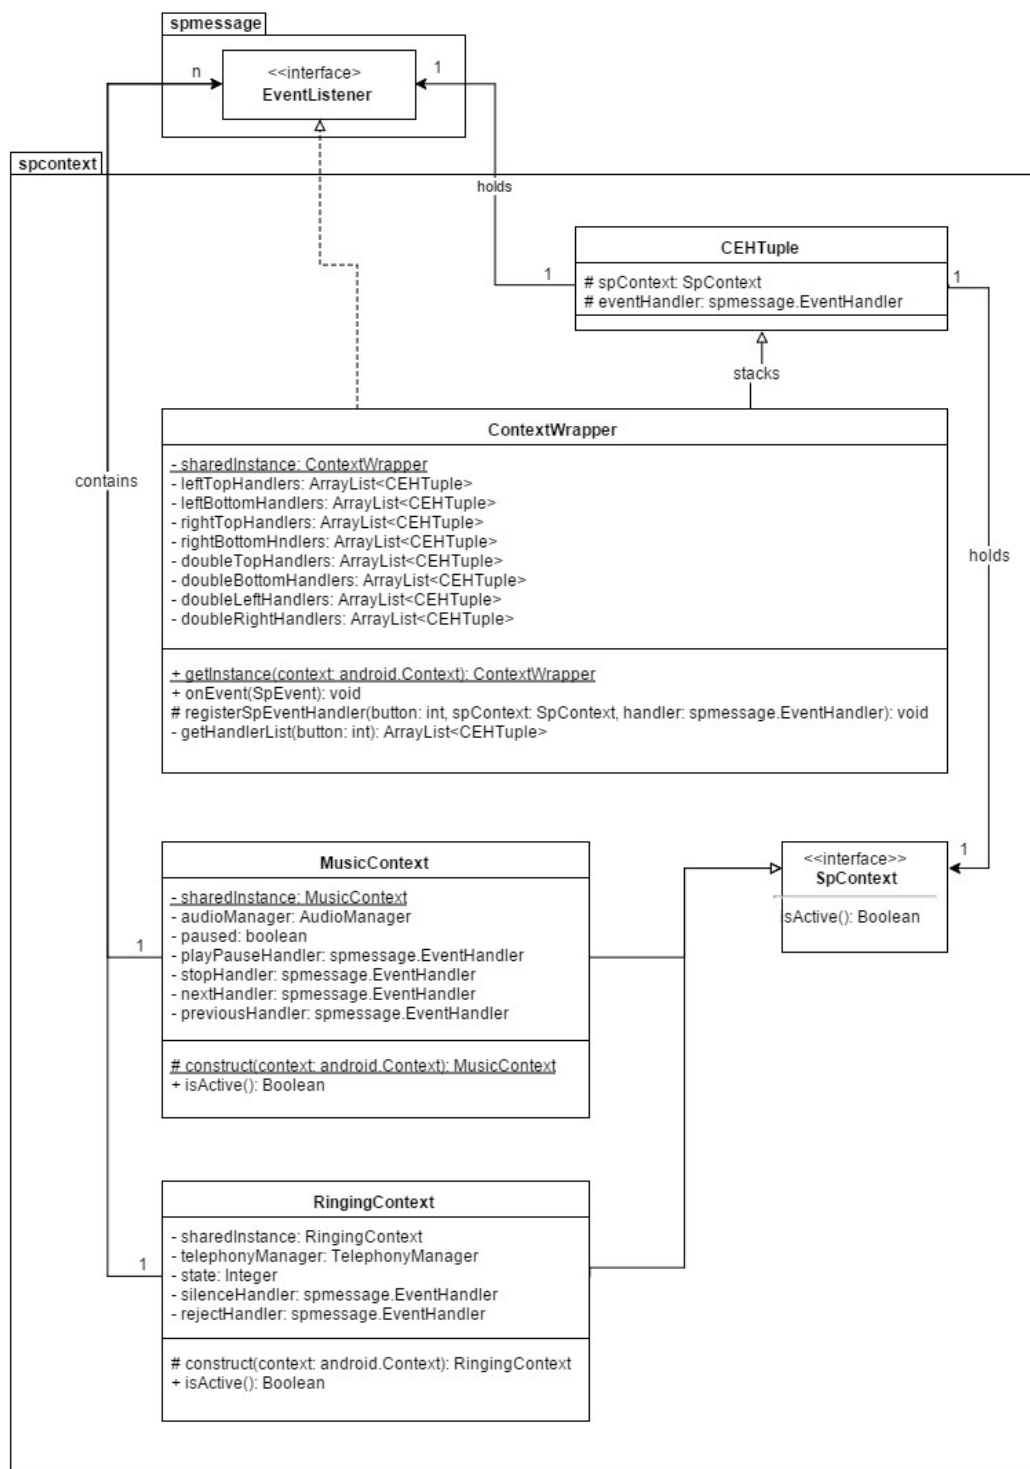 spmessage
n
<<interface>
EventListener
1
spcontext
holds
CEHTuple
# spContext: SpContext
# eventHandler: spmessage.EventHandler
1
1
stacks
ContextWrapper
- sharedInstance: ContextWrapper
- leftTopHandlers: ArrayList<CEHTuple>
- leftBottomHandlers: ArrayList<CEHTuple>
- rightTopHandlers: ArrayList<CEHTuple>
- rightBottomHndlers: ArrayList<CEHTuple>
- doubleTopHandlers: ArrayList<CEHTuple>
- doubleBottomHandlers: ArrayList<CEHTuple>
- doubleLeftHandlers: ArrayList<CEHTuple>
- doubleRightHandlers: ArrayList<CEHTuple>
contains
holds
+ getInstance(context: android.Context): ContextWrapper
+ onEvent(SpEvent): void
# registerSpEventHandler(button: int, spContext: SpContext, handler: spmessage.EventHandler): void
- getHandlerList(button: int): ArrayList<CEHTuple>
MusicContext
- sharedInstance: MusicContext
- audioManager: AudioManager
- paused: boolean
- playPauseHandler: spmessage.EventHandler
- stopHandler: spmessage.EventHandler
- nextHandler: spmessage.EventHandler
- previousHandler: spmessage.EventHandler
1
# construct(context: android.Context): MusicContext
+ isActive(): Boolean
<<interface>>
SpContext
isActive(): Boolean
1
RingingContext
- sharedInstance: RingingContext
- telephonyManager: TelephonyManager
- state: Integer
- silenceHandler: spmessage.EventHandler
- rejectHandler: spmessage.EventHandler
1
# construct(context: android.Context): RingingContext
+ isActive(): Boolean